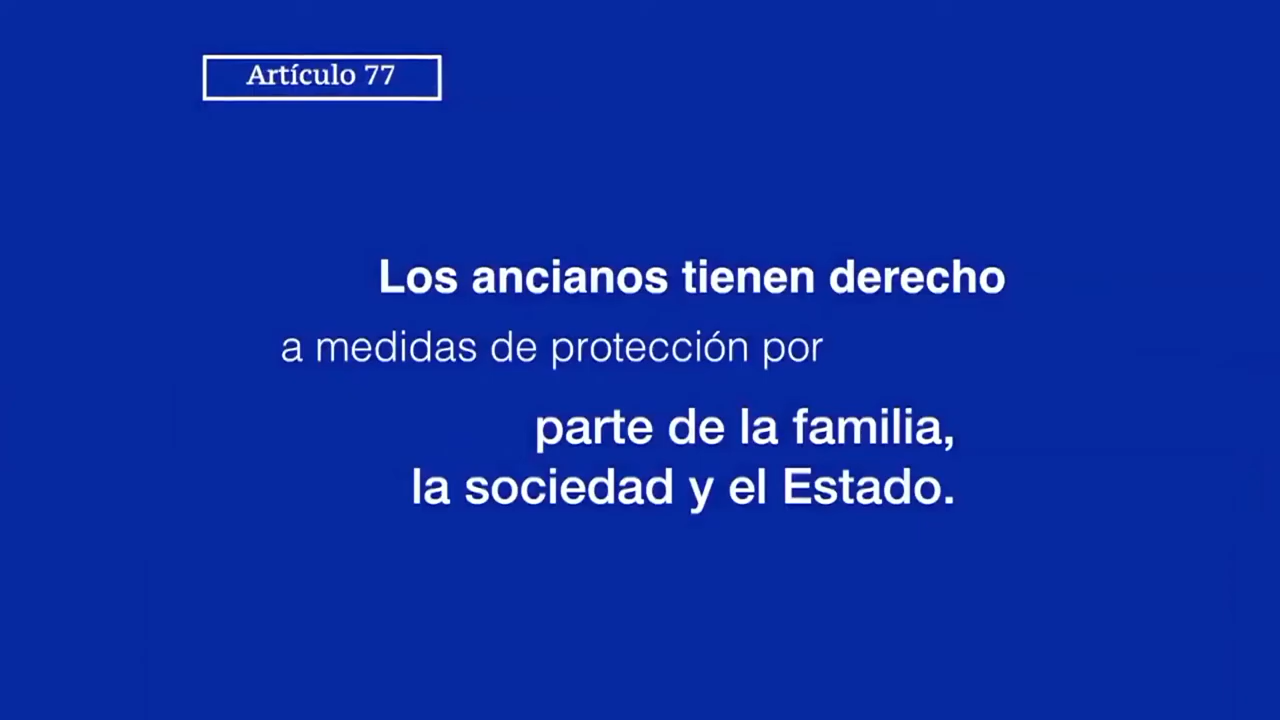 Artículo 77
Los ancianos tienen derecho
a medidas de protección por
parte de la familia,
la sociedad y el Estado.